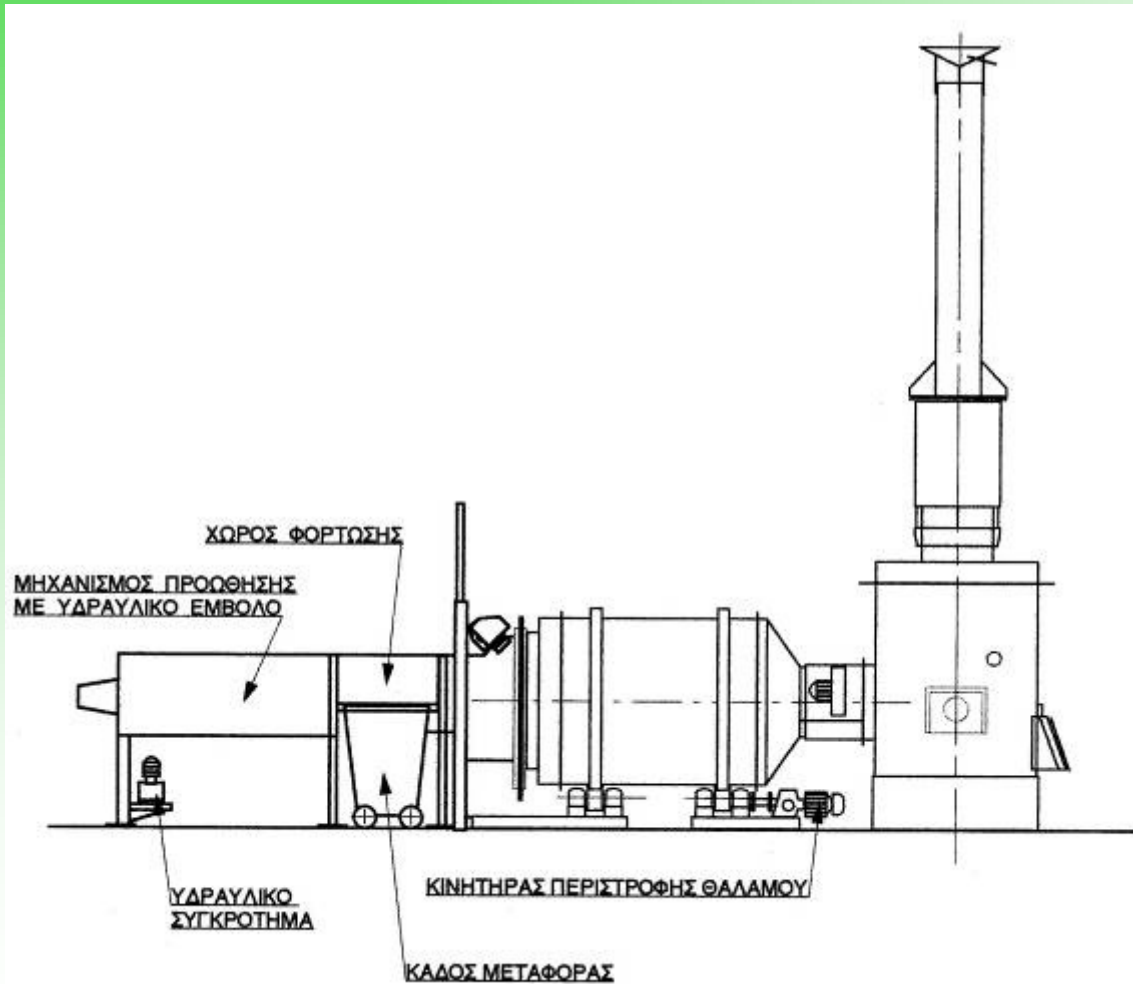 ΧΩΡΟΣ ΦΟΡΤΩΣΗΣ
ΜΗΧΑΝΙΣΜΟΣ ΠΡΟΩΘΗΣΗΣ
ΜΕ ΥΔΡΑΥΛΙΚΟ ΕΜΒΟΛΟ
ΚΙΝΗΤΗΡΑΣ ΠΕΡΙΣΤΡΟΦΗΣ ΘΑΛΑΜΟΥ
ΥΔΡΑΥΛΙΚΟ
ΣΥΓΚΡΟΤΗΜΑ
ΚΑΔΟΣ ΜΕΤΑΦΟΡΑΣ